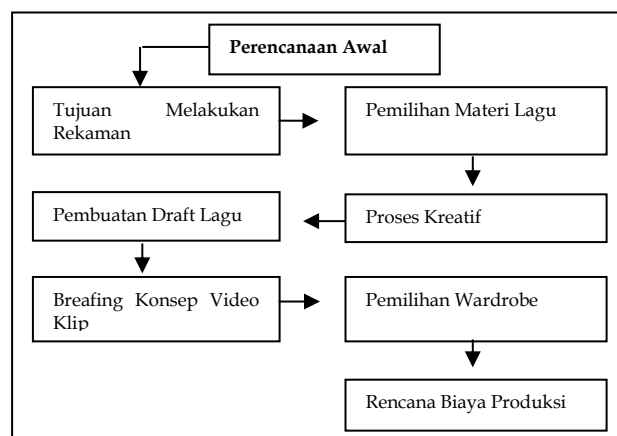 Perencanaan Awal
Tujuan Melakukan
Rekaman
Pemilihan Materi Lagu
Proses Kreatif
Pembuatan Draft Lagu
Breafing Konsep Video
Klip
Pemilihan Wardrobe
Rencana Biaya Produksi